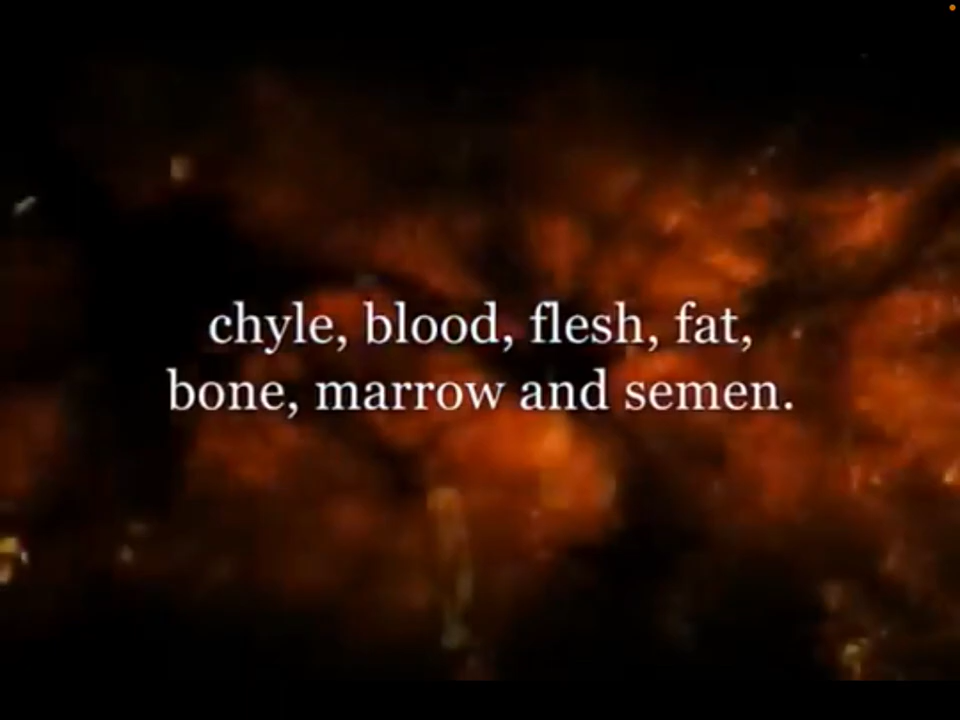 chyle, blood, flesh, fat,
bone, marrow and semen.